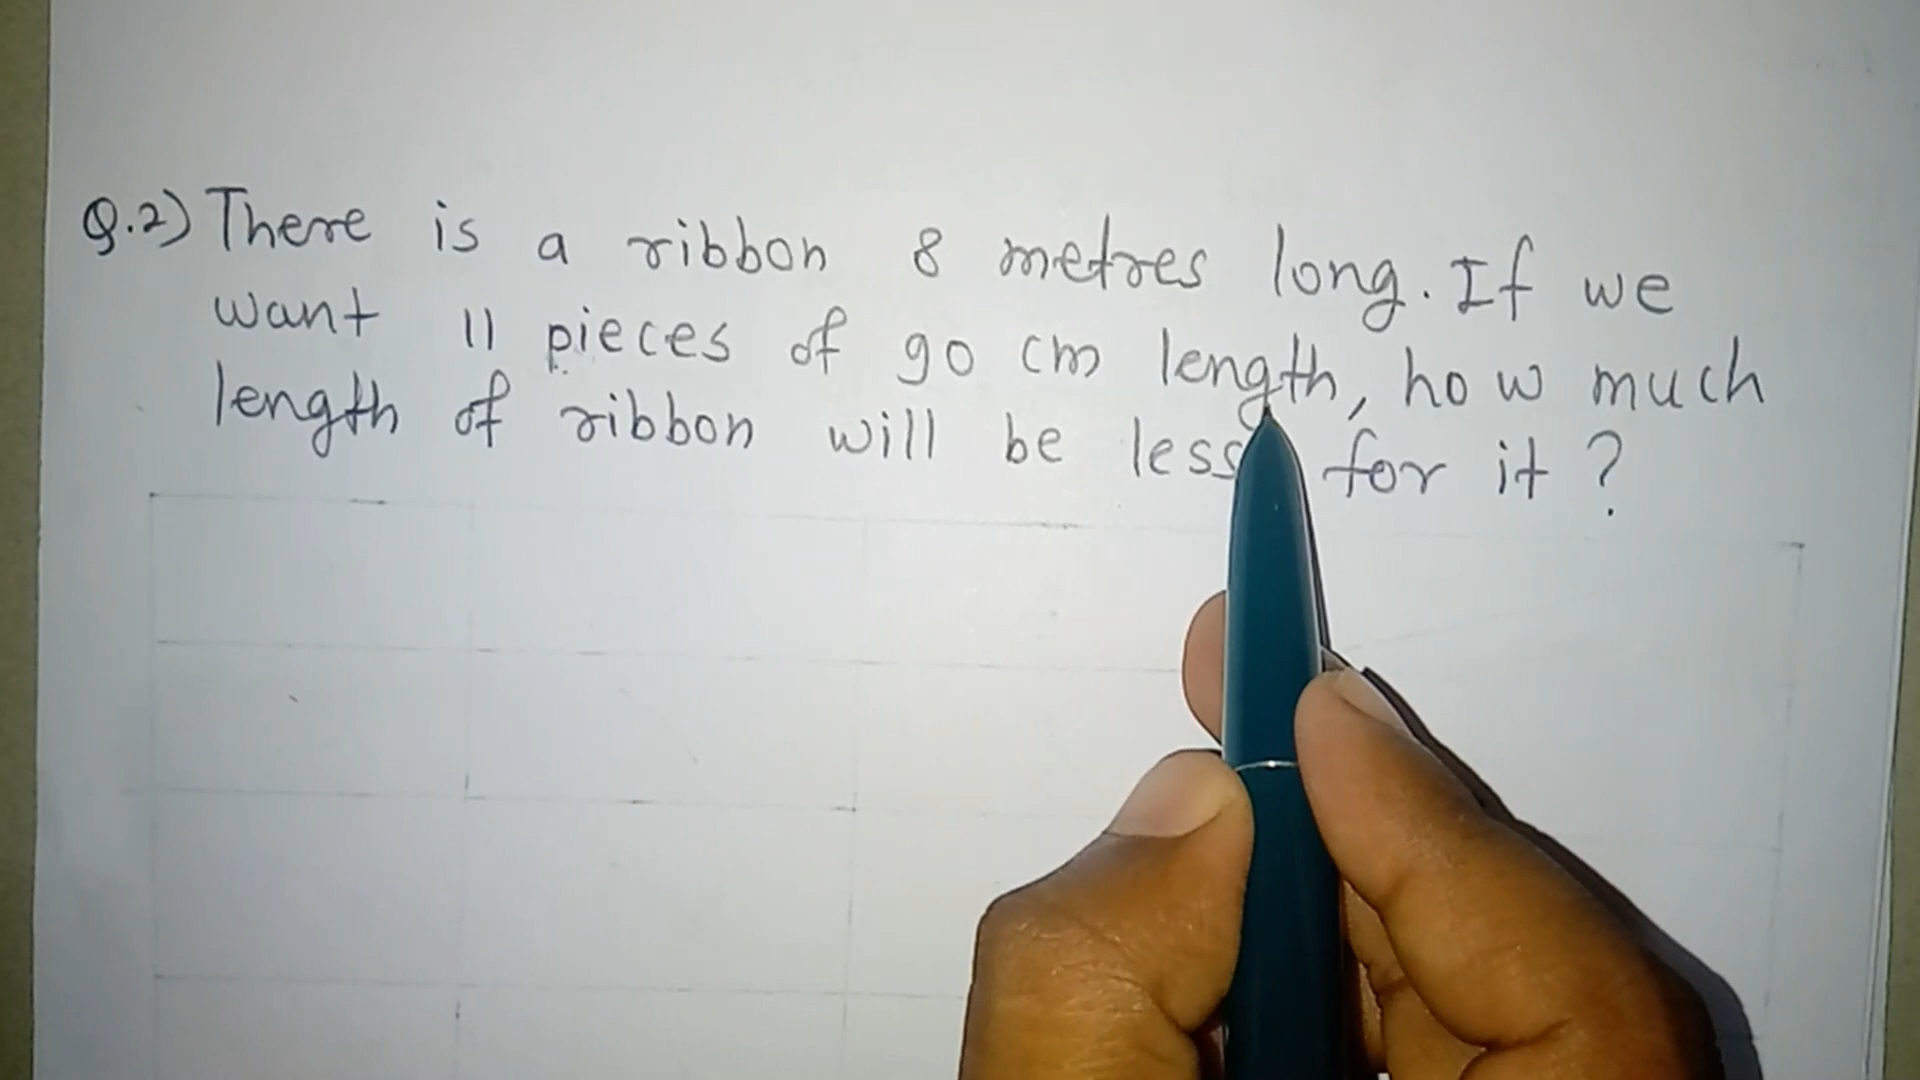 Q.2) There is a ribbon 8 metres long. If we
want 11 pieces of 90 cm length, how much
length of ribbon will be less for it ?